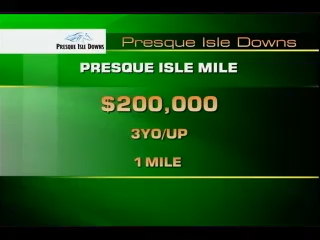 Presque Isle Downs
Presque Isle Downs
PRESQUE ISLE MILE
$200,000
3YO/UP
1 MILE